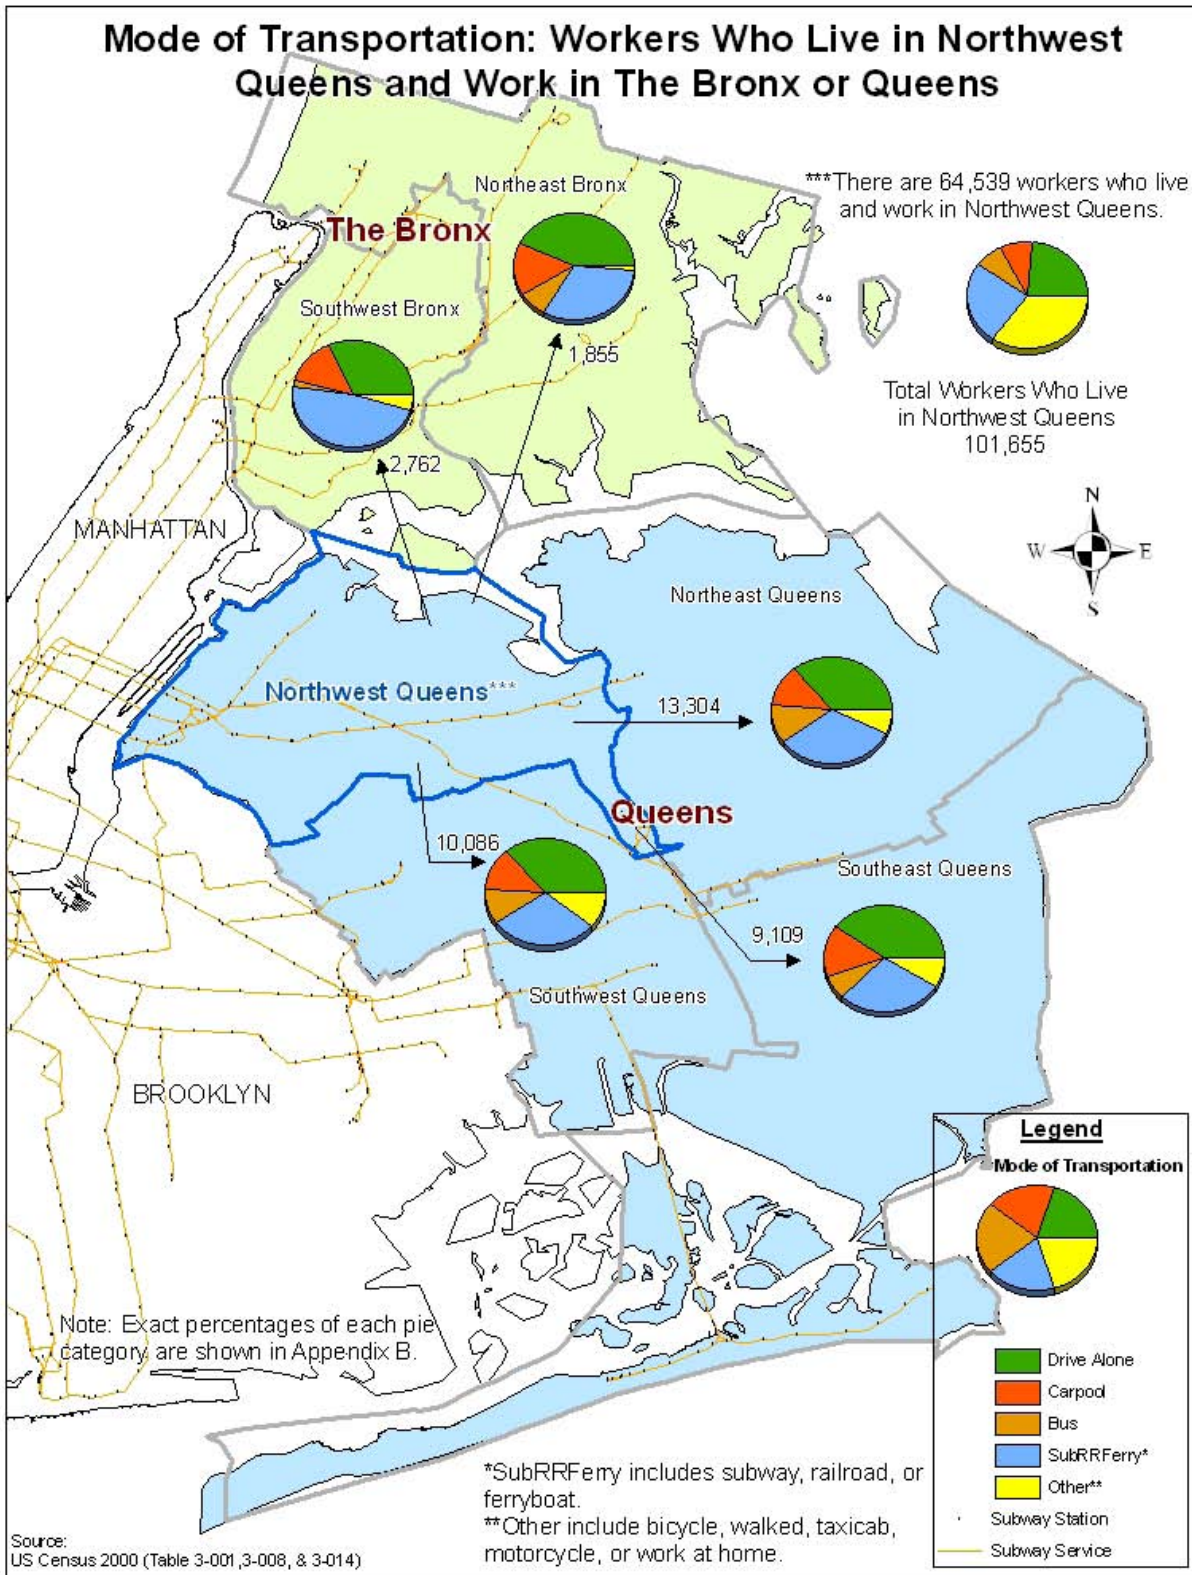 Mode of Transportation: Workers Who Live in Northwest
Queens and Work in The Bronx or Queens
***There are 64,539 workers who live
and work in Northwest Queens.
Northeast Bronx
The Bronx
Southwest Bronx
1,855
Total Workers Who Live
in Northwest Queens
101,655
2,762
MANHATTAN
N
W
E
S
Northeast Queens
Northwest Queens***
13,304
Queens
10,086
Southeast Queens
9,109
Southwest Queens
BROOKLYN
Legend
Mode of Transportation
Drive Alone
Carpool
Bus
SubRRFerry*
Other**
Subway Station
Subway Service
Note: Exact percentages of each pie
category are shown in Appendix B.
*SubRRFerry includes subway, railroad, or
ferryboat.
**Other include bicycle, walked, taxicab,
motorcycle, or work at home.
Source:
US Census 2000 (Table 3-001,3-008, & 3-014)